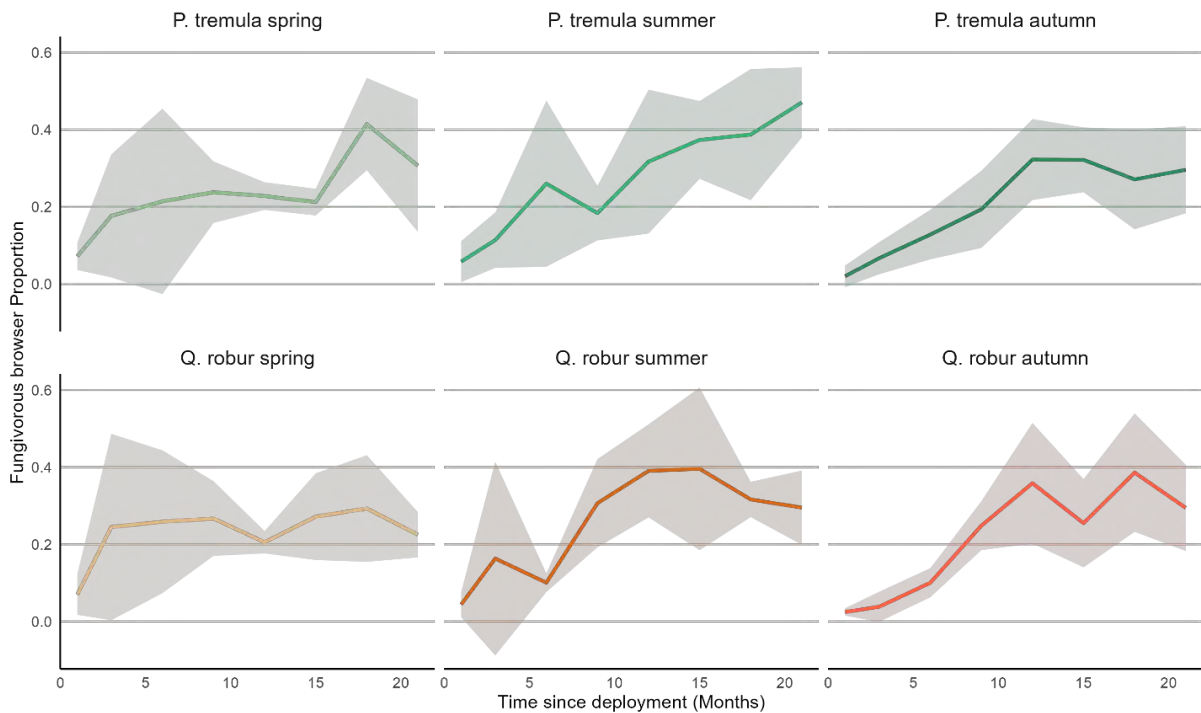 P. tremula spring
P. tremula summer
P. tremula autumn
0.6
0.4
0.2
0.0
Fungivorous browser Proportion
Q. robur spring
Q. robur summer
Q. robur autumn
0.6
0.4
0.2
0.0
0 5 10 15 20
0 5 10 15 20
0 5 10 15 20
Time since deployment (Months)